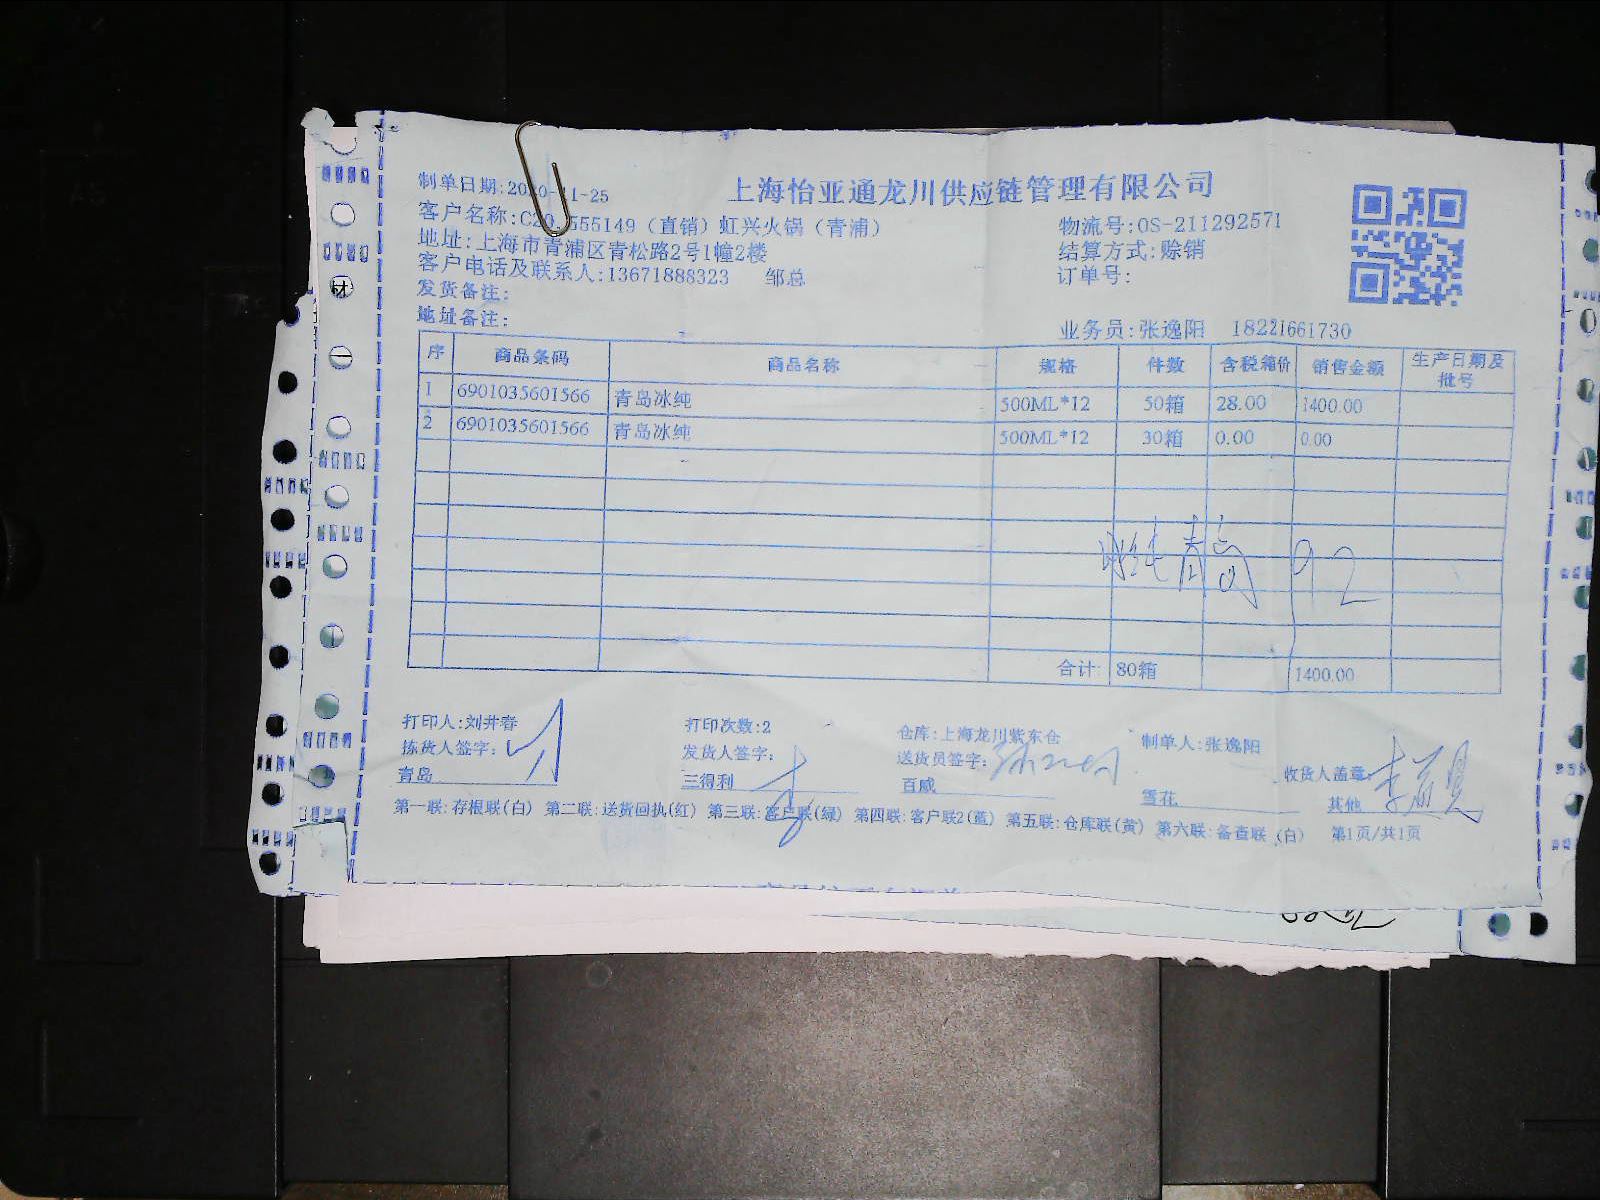 上海怡亚通龙川供应链管理有限公司
制单日期:2020-11-25
客户名称:C20 555149（直销）虹兴火锅（青浦） 物流号:OS-211292571
地址:上海市青浦区青松路2号1幢2楼 结算方式:赊销
客户电话及联系人:13671888323 邹总 订单号:
发货备注:
地址备注: 业务员:张逸阳 18221661730
序 商品条码 商品名称 规格 件数 含税箱价 销售金额 生产日期及批号
1 6901035601566 青岛冰纯 500ML*12 50箱 28.00 1400.00
2 6901035601566 青岛冰纯 500ML*12 30箱 0.00 0.00
92
合计: 80箱 1400.00
打印人:刘井春 打印次数:2 仓库:上海龙川紫东仓 制单人:张逸阳
拣货人签字: 发货人签字: 送货员签字: 收货人盖章:
青岛 三得利 百威 雪花 其他
第一联:存根联(白) 第二联:送货回执(红) 第三联:客户联(绿) 第四联:客户联2(蓝) 第五联:仓库联(黄) 第六联:备查联(白) 第1页/共1页